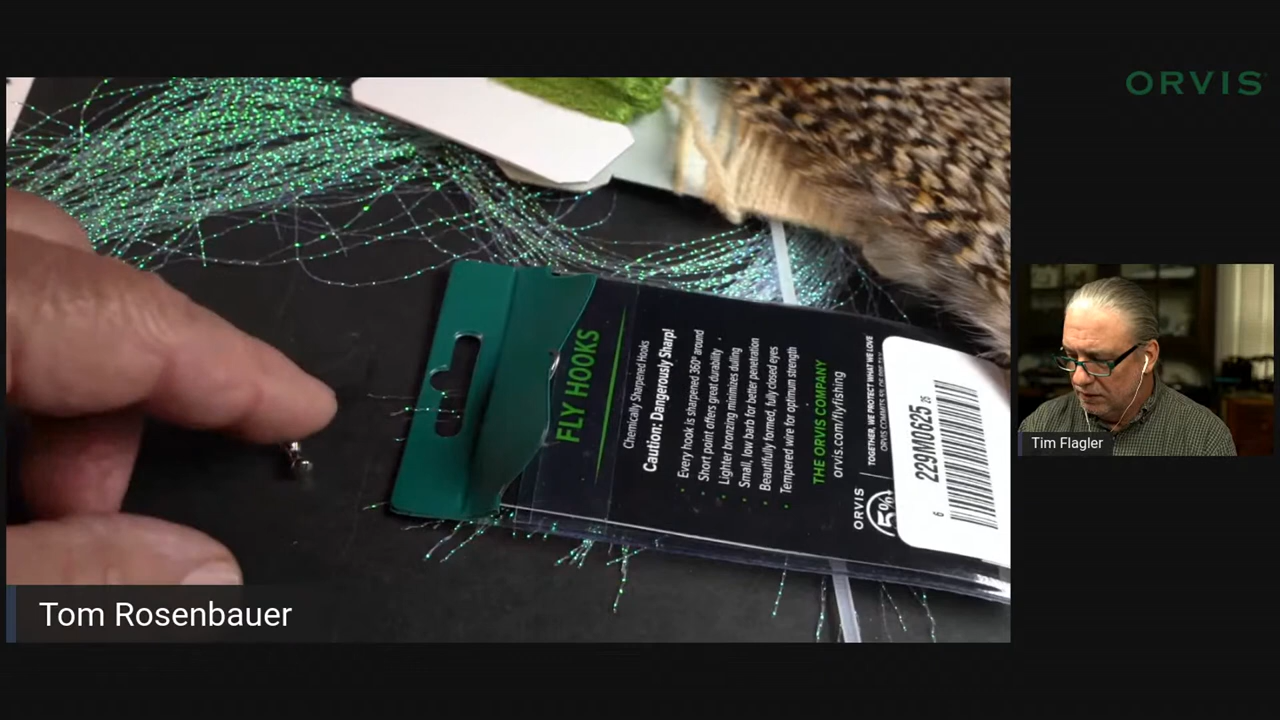 ORVIS
FLY HOOKS
Chemically Sharpened Hooks
Caution: Dangerously Sharp!
• Every hook is sharpened 360° around
• Short point offers great durability
• Lighter bronzing minimizes dulling
• Small, low barb for better penetration
• Beautifully formed, fully closed eyes
• Tempered wire for optimum strength
THE ORVIS COMPANY
orvis.com/flyfishing
ORVIS
5%
TOGETHER, WE PROTECT WHAT WE LOVE
229M0625
6
Tim Flagler
Tom Rosenbauer